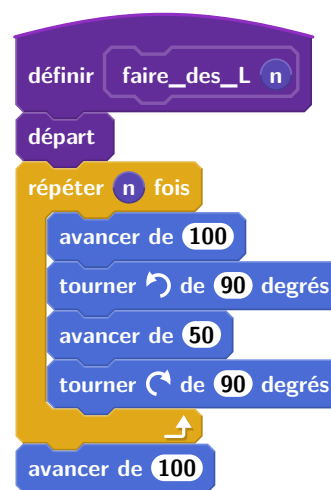 définir faire_des_L n
départ
répéter n fois
avancer de 100
tourner de 90 degrés
avancer de 50
tourner de 90 degrés
avancer de 100